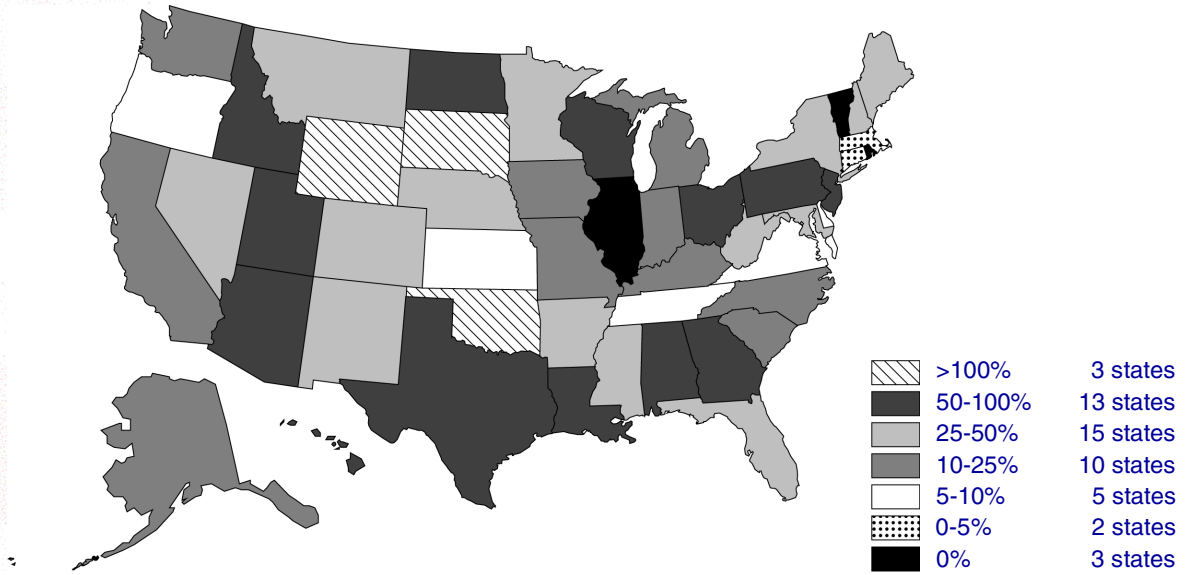 >100% 3 states
50-100% 13 states
25-50% 15 states
10-25% 10 states
5-10% 5 states
0-5% 2 states
0% 3 states